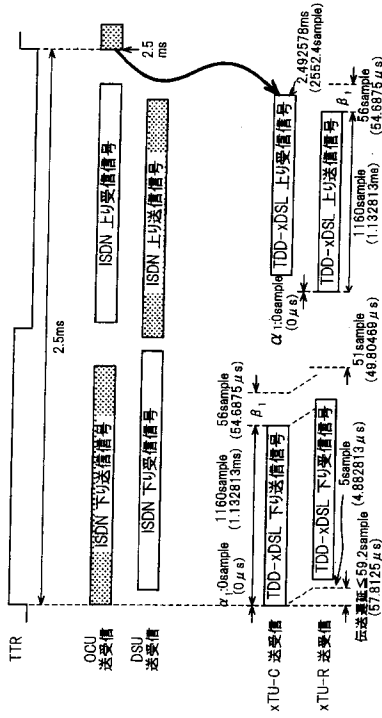 TTR
2.5ms
2.5
ms
OCU
送受信
ISDN 下り送信信号
ISDN 上り受信信号
DSU
送受信
ISDN 下り受信信号
ISDN 上り送信信号
α1:0sample
(0μs)
1160sample
(1.132813ms)
56sample
(54.6875μs)
β1
xTU-C 送受信
TDD-xDSL 下り送信信号
α1:0sample
(0μs)
TDD-xDSL 上り受信信号
2.492578ms
(2552.4sample)
xTU-R 送受信
TDD-xDSL 下り受信信号
TDD-xDSL 上り送信信号
β1
5sample
(4.882813μs)
伝送遅延≤59.2sample
(57.8125μs)
51sample
(49.80469μs)
1160sample
(1.132813ms)
56sample
(54.6875μs)